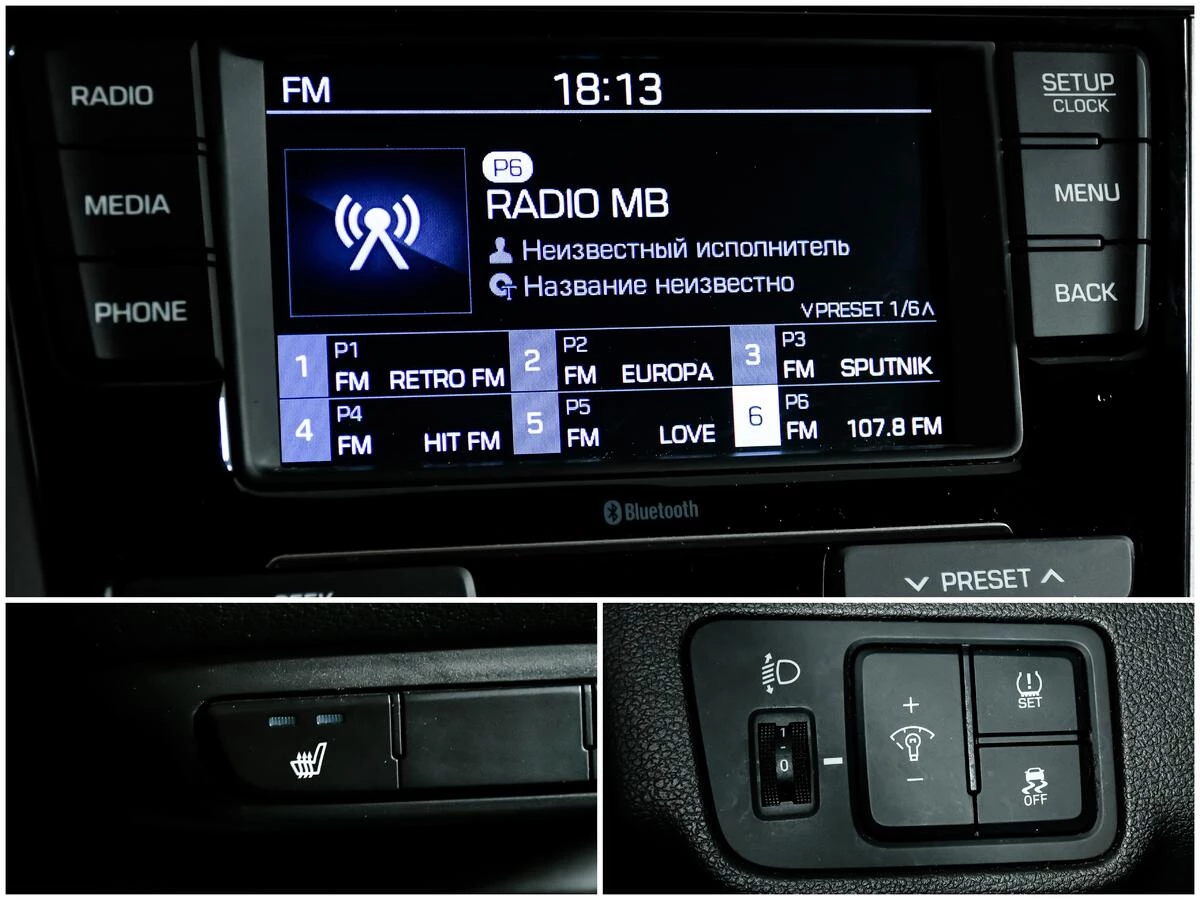 RADIO
MEDIA
PHONE
FM 18:13
P6
RADIO MB
Неизвестный исполнитель
Название неизвестно
PRESET 1/6
1 P1 FM RETRO FM
2 P2 FM EUROPA
3 P3 FM SPUTNIK
4 P4 FM HIT FM
5 P5 FM LOVE
6 P6 FM 107.8 FM
SETUP
CLOCK
MENU
BACK
Bluetooth
PRESET
1
-
0
+
–
SET
OFF